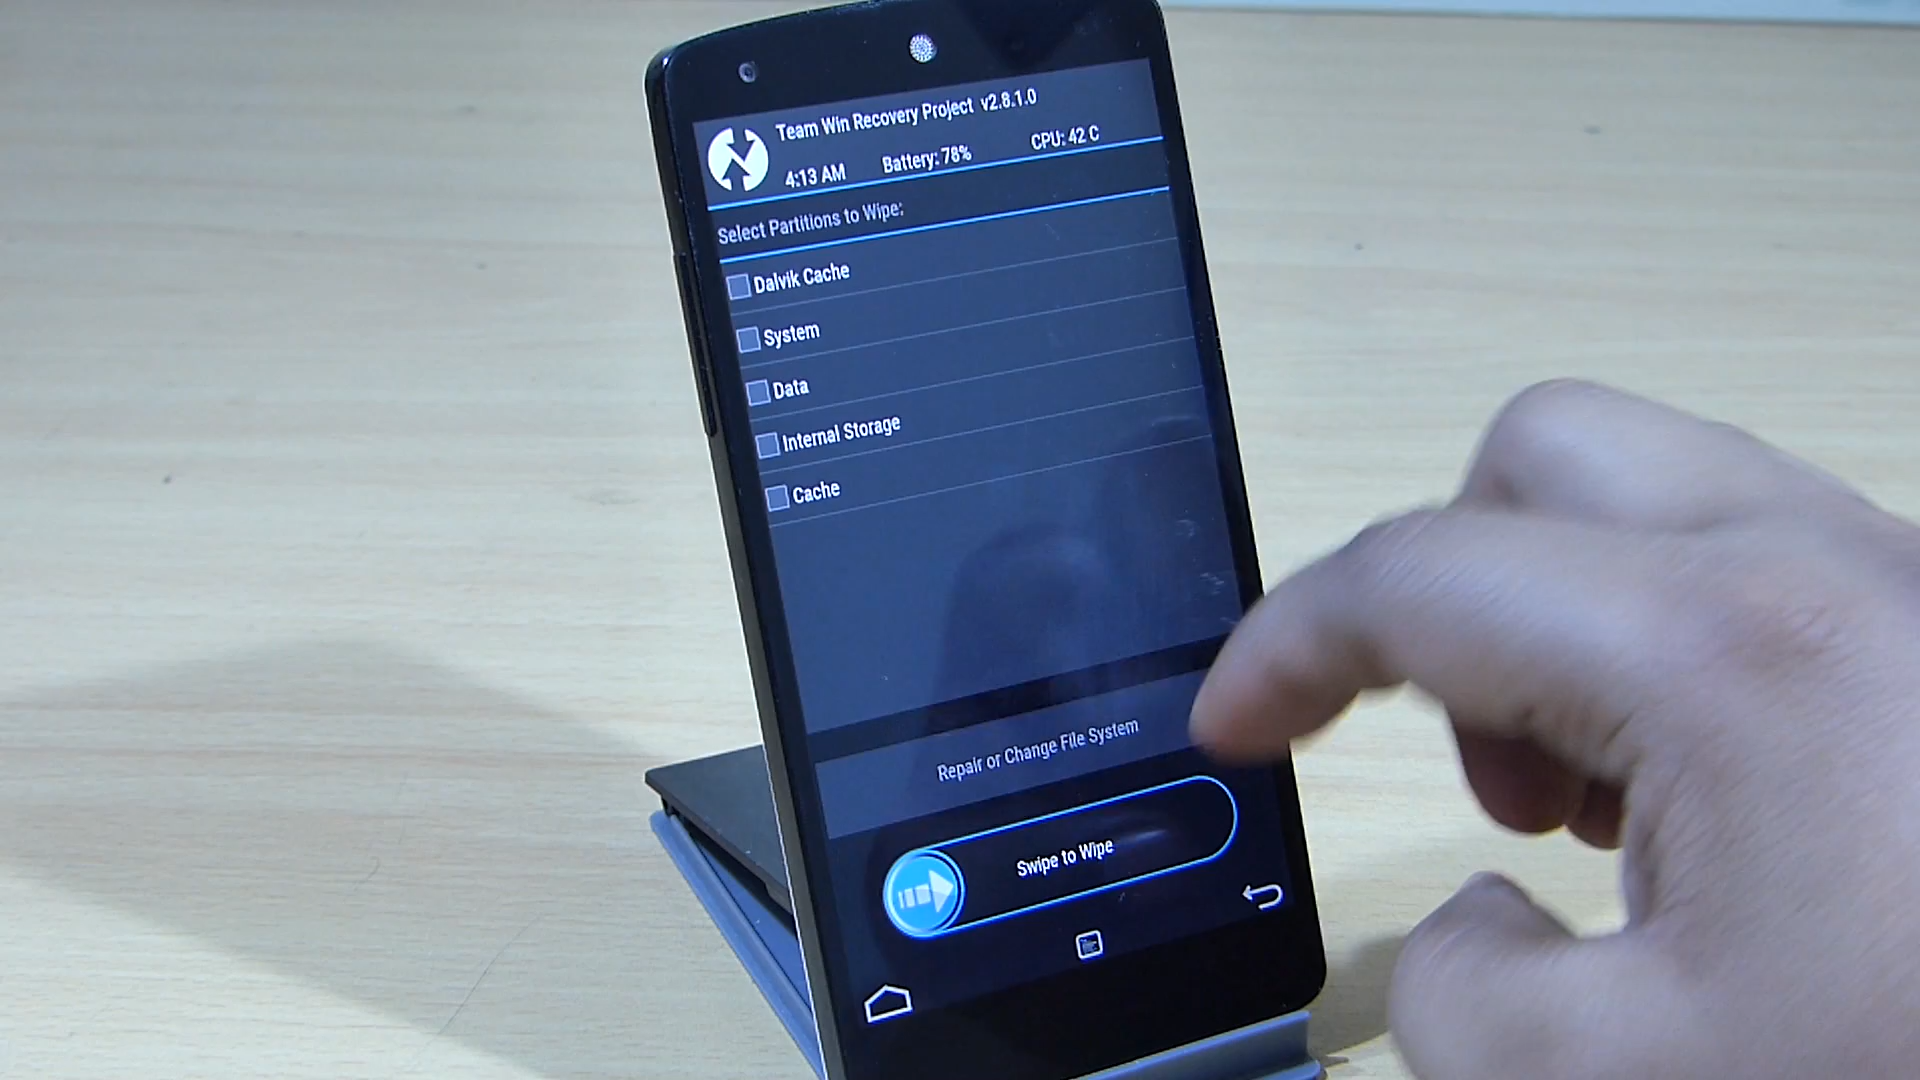 Team Win Recovery Project v2.8.1.0
4:13 AM Battery: 78% CPU: 42 C
Select Partitions to Wipe:
Dalvik Cache
System
Data
Internal Storage
Cache
Repair or Change File System
Swipe to Wipe